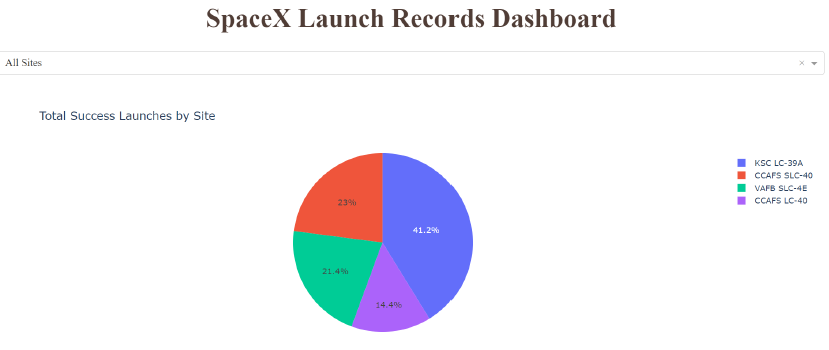 SpaceX Launch Records Dashboard
All Sites
× 
Total Success Launches by Site
KSC LC-39A
CCAFS SLC-40
VAFB SLC-4E
CCAFS LC-40
23%
41.2%
21.4%
14.4%